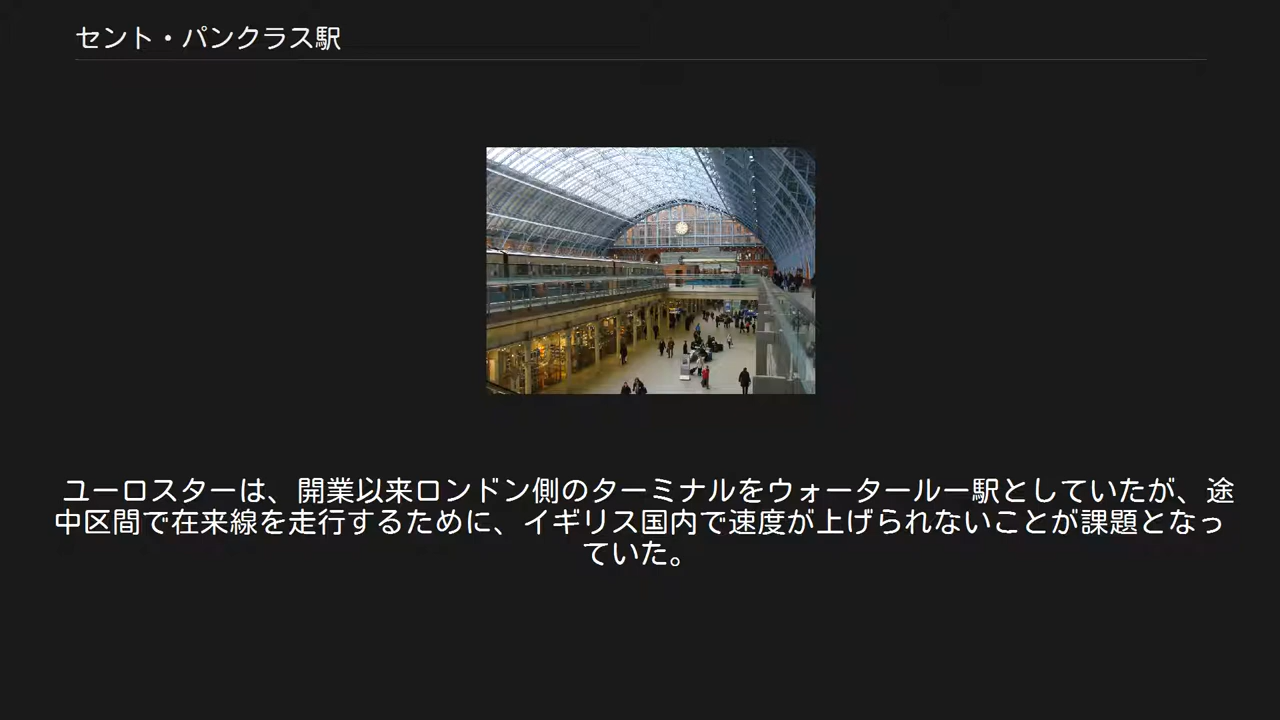 セント・パンクラス駅
ユーロスターは、開業以来ロンドン側のターミナルをウォータールー駅としていたが、途
中区間で在来線を走行するために、イギリス国内で速度が上げられないことが課題となっ
ていた。